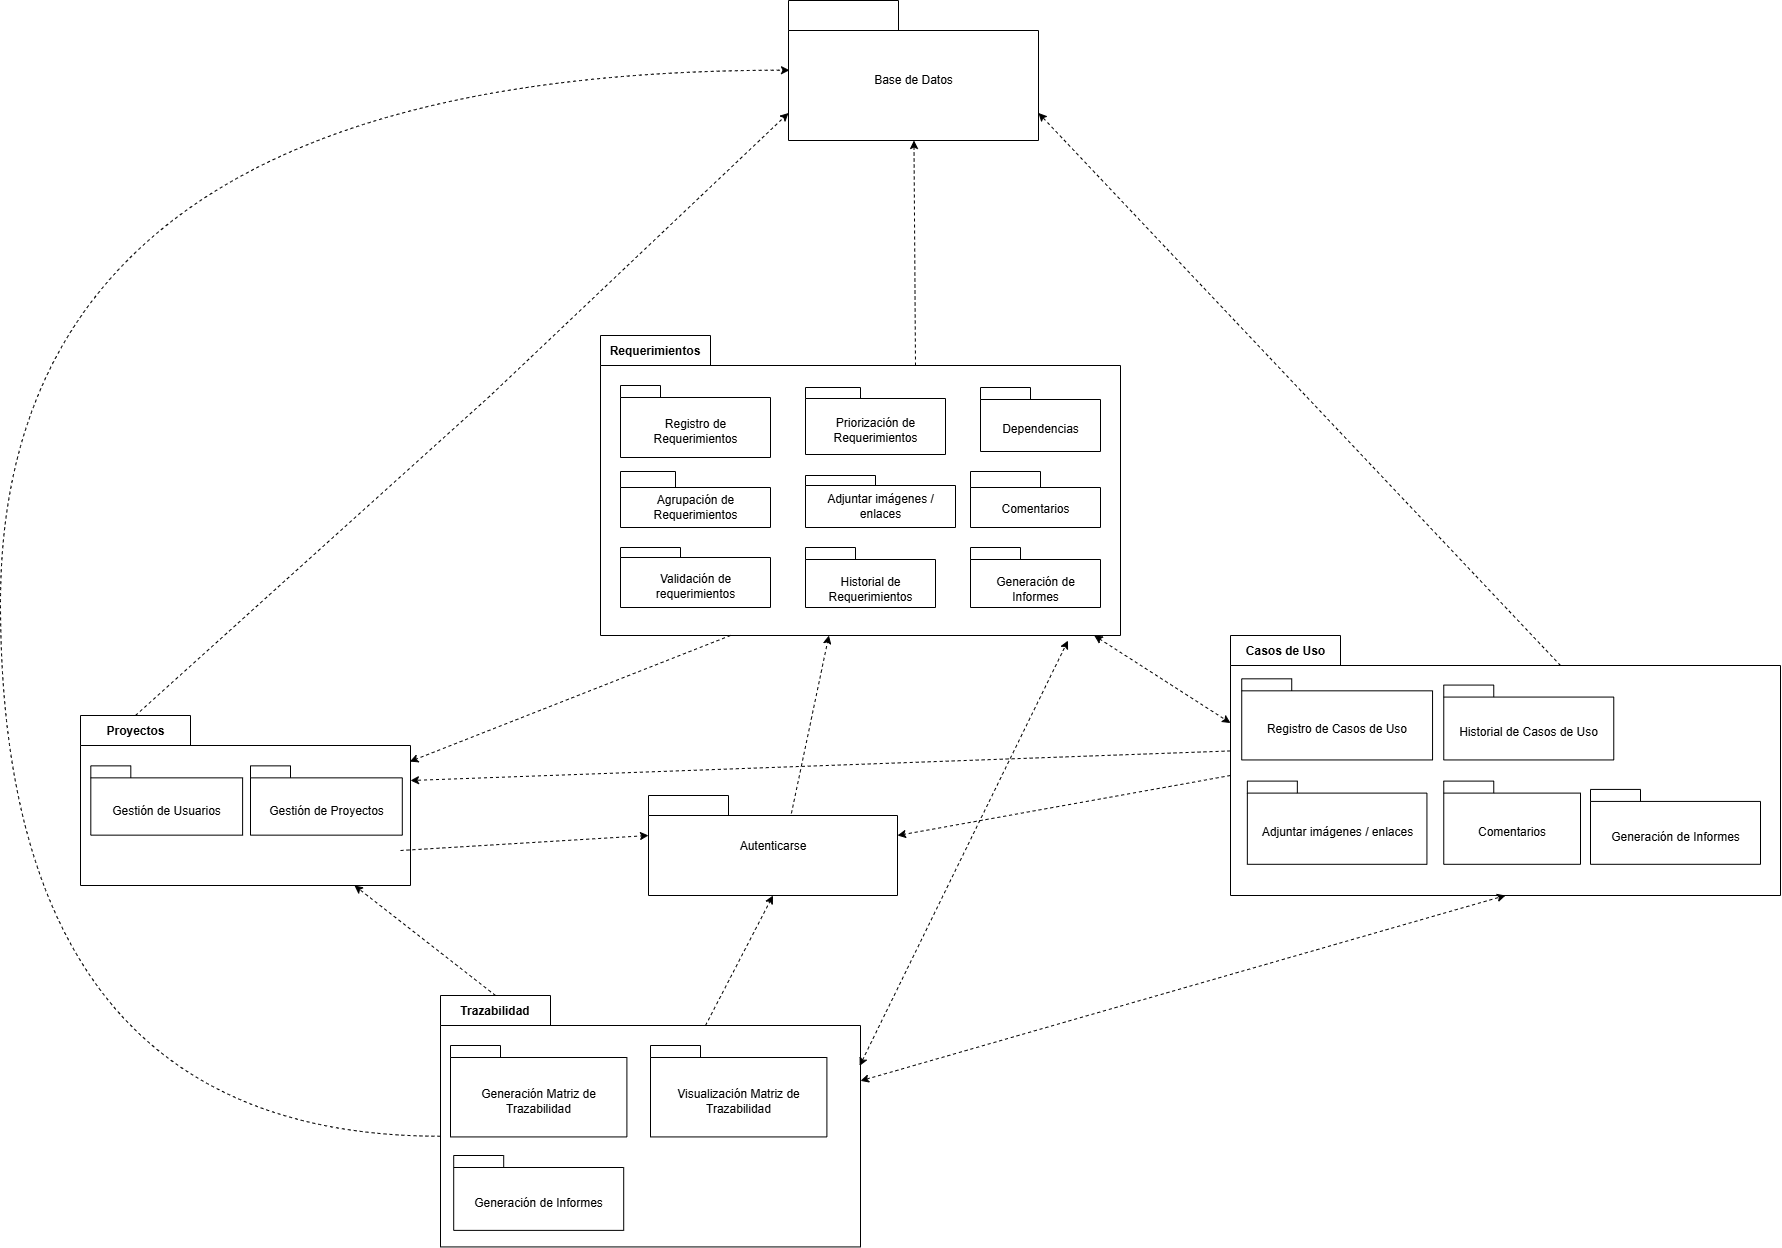 Base de Datos
Requerimientos
Registro de
Requerimientos
Priorización de
Requerimientos
Dependencias
Agrupación de
Requerimientos
Adjuntar imágenes /
enlaces
Comentarios
Validación de
requerimientos
Historial de
Requerimientos
Generación de
Informes
Casos de Uso
Registro de Casos de Uso
Historial de Casos de Uso
Adjuntar imágenes / enlaces
Comentarios
Generación de Informes
Proyectos
Gestión de Usuarios
Gestión de Proyectos
Autenticarse
Trazabilidad
Generación Matriz de
Trazabilidad
Visualización Matriz de
Trazabilidad
Generación de Informes